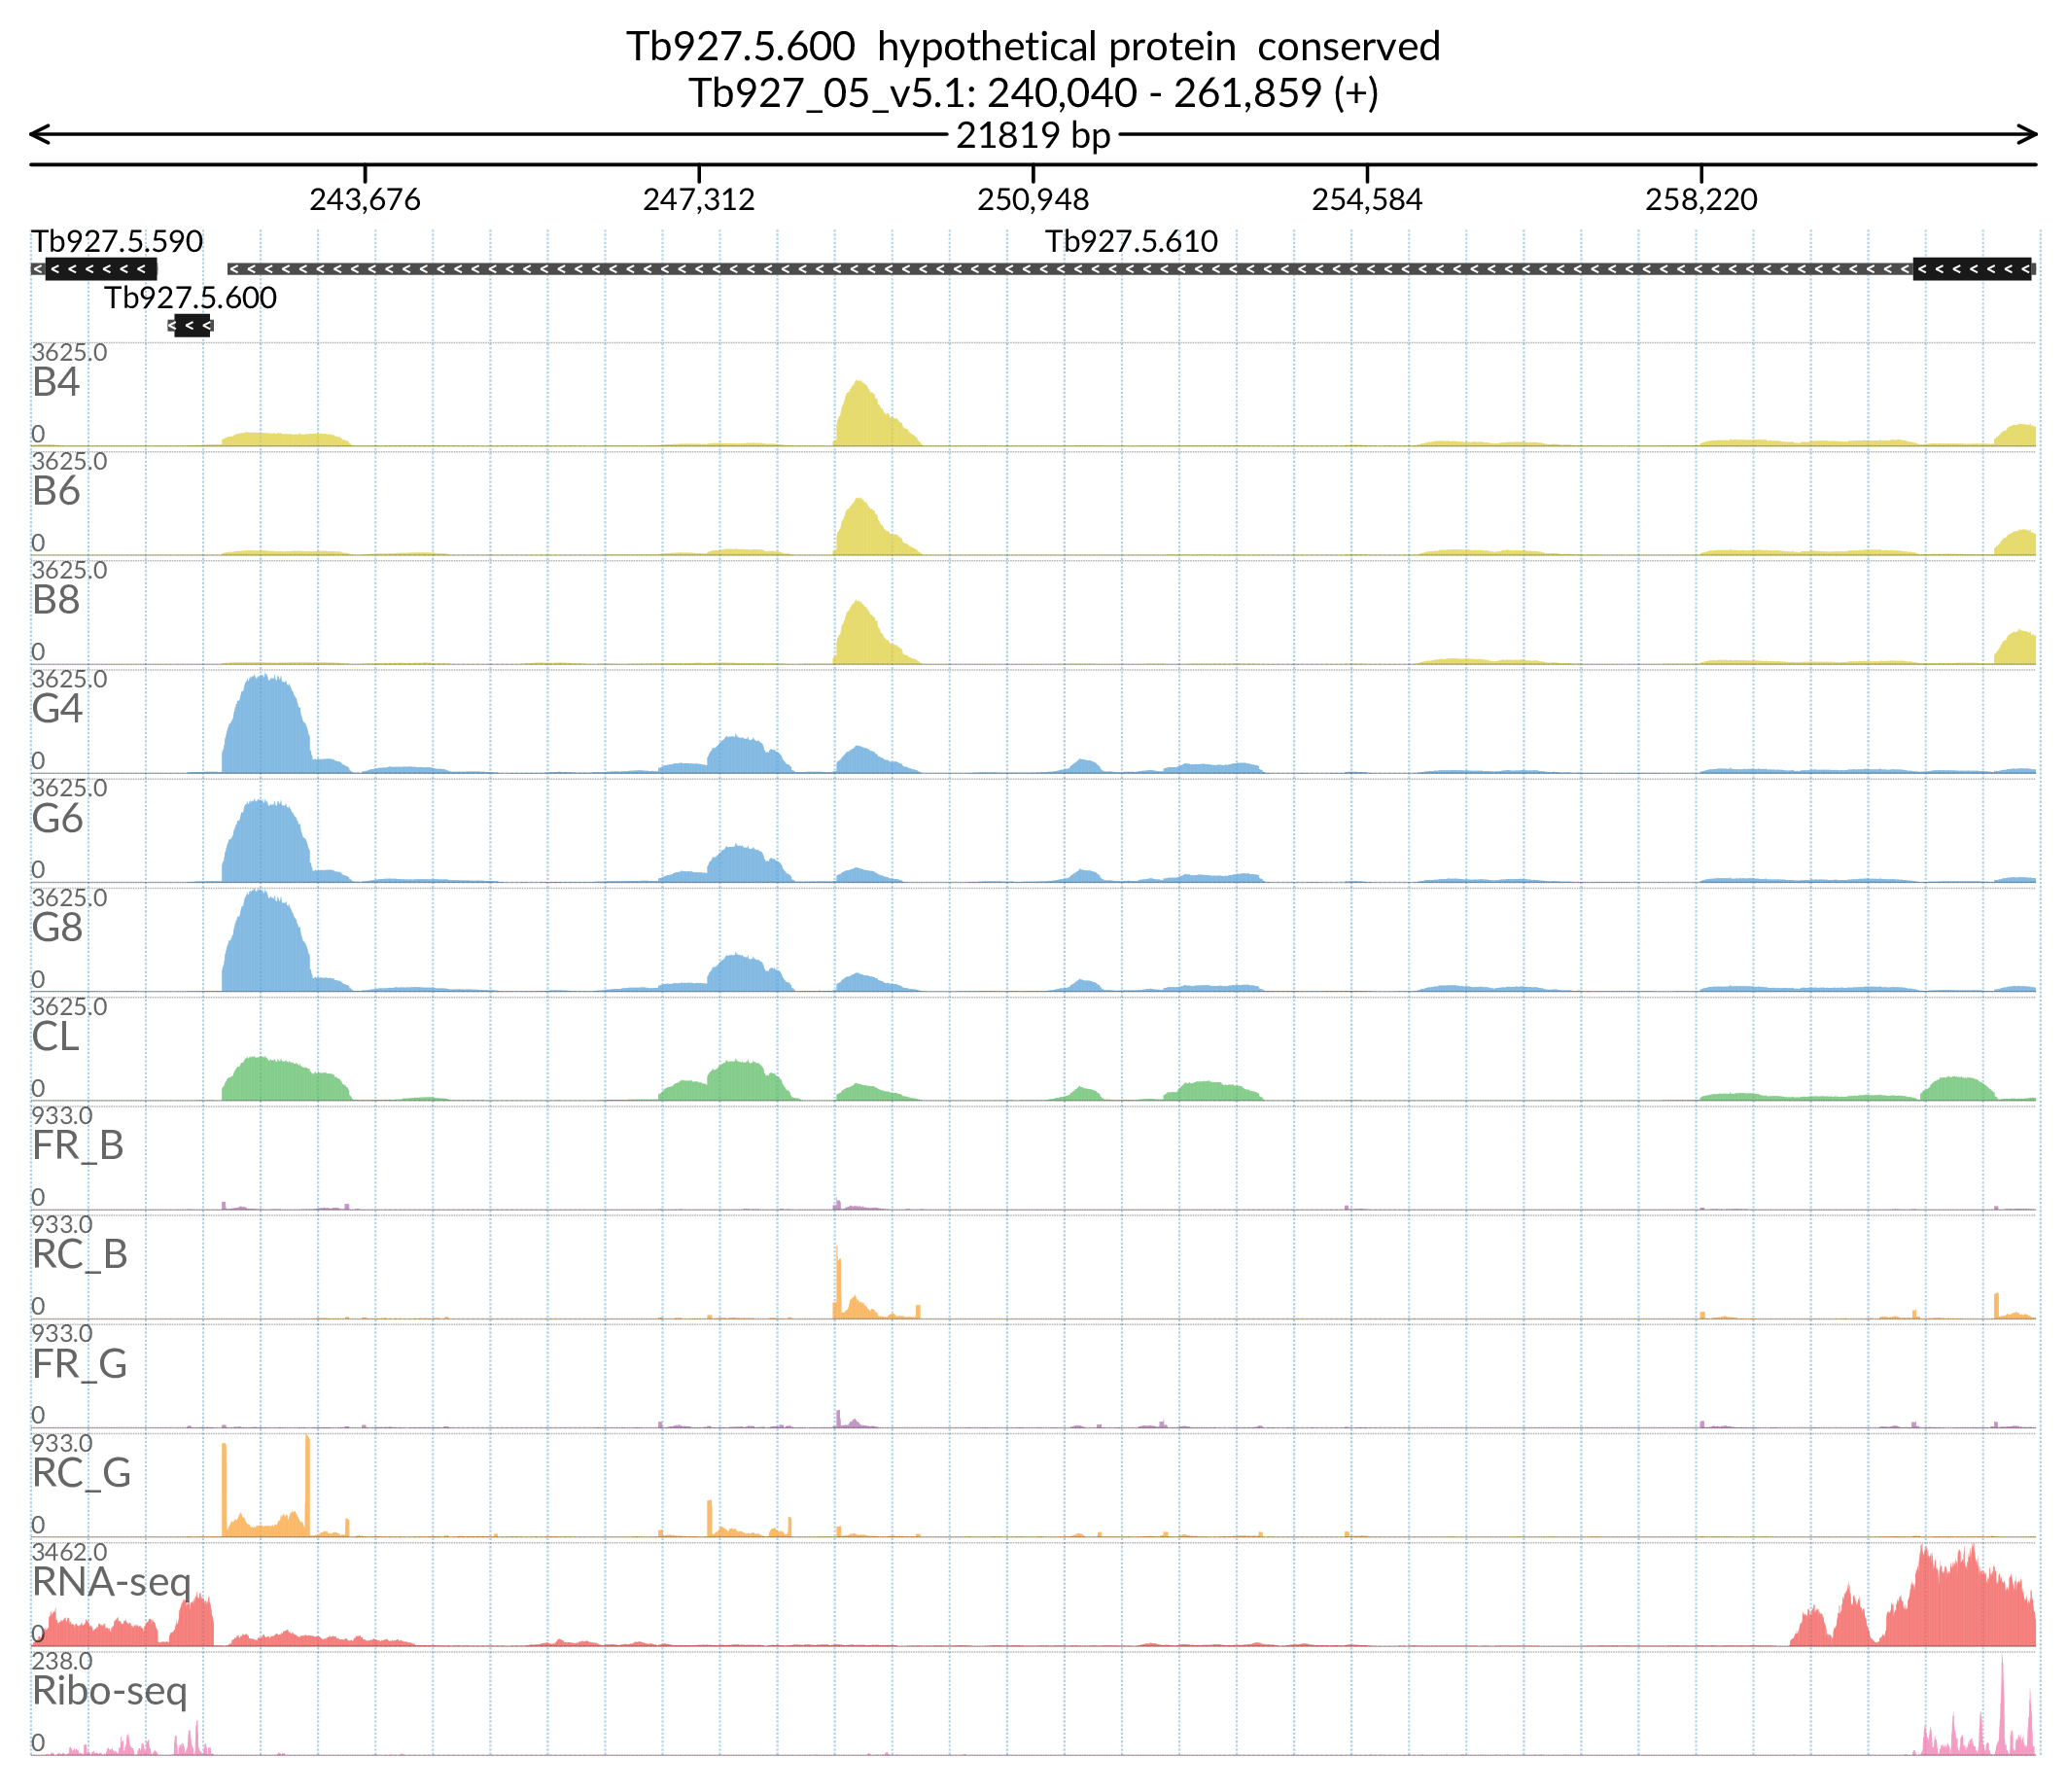 Tb927.5.600 hypothetical protein conserved
Tb927_05_v5.1: 240,040 - 261,859 (+)
21819 bp
243,676 247,312 250,948 254,584 258,220
Tb927.5.590 Tb927.5.610
Tb927.5.600
3625.0
B4
0
3625.0
B6
0
3625.0
B8
0
3625.0
G4
0
3625.0
G6
0
3625.0
G8
0
3625.0
CL
0
933.0
FR_B
0
933.0
RC_B
0
933.0
FR_G
0
933.0
RC_G
0
3462.0
RNA-seq
0
238.0
Ribo-seq
0